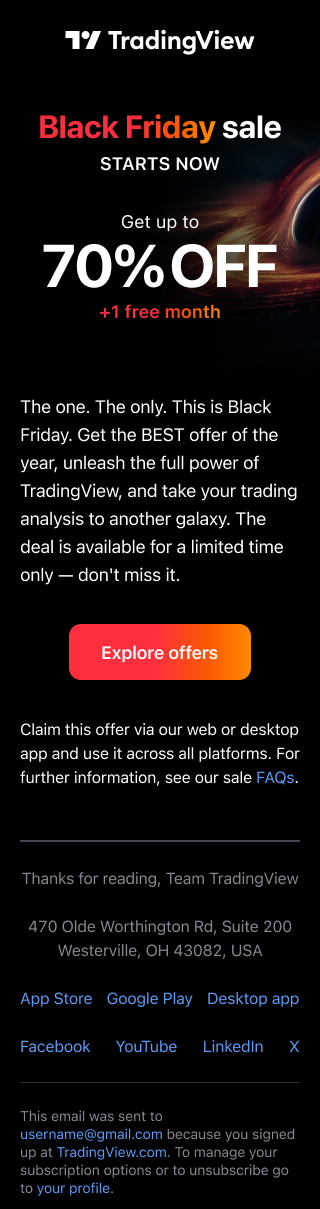 TradingView
Black Friday sale
STARTS NOW
Get up to
70% OFF
+1 free month
The one. The only. This is Black
Friday. Get the BEST offer of the
year, unleash the full power of
TradingView, and take your trading
analysis to another galaxy. The
deal is available for a limited time
only — don't miss it.
Explore offers
Claim this offer via our web or desktop
app and use it across all platforms. For
further information, see our sale FAQs.
Thanks for reading, Team TradingView
470 Olde Worthington Rd, Suite 200
Westerville, OH 43082, USA
App Store Google Play Desktop app
Facebook YouTube LinkedIn X
This email was sent to
username@gmail.com because you signed
up at TradingView.com. To manage your
subscription options or to unsubscribe go
to your profile.